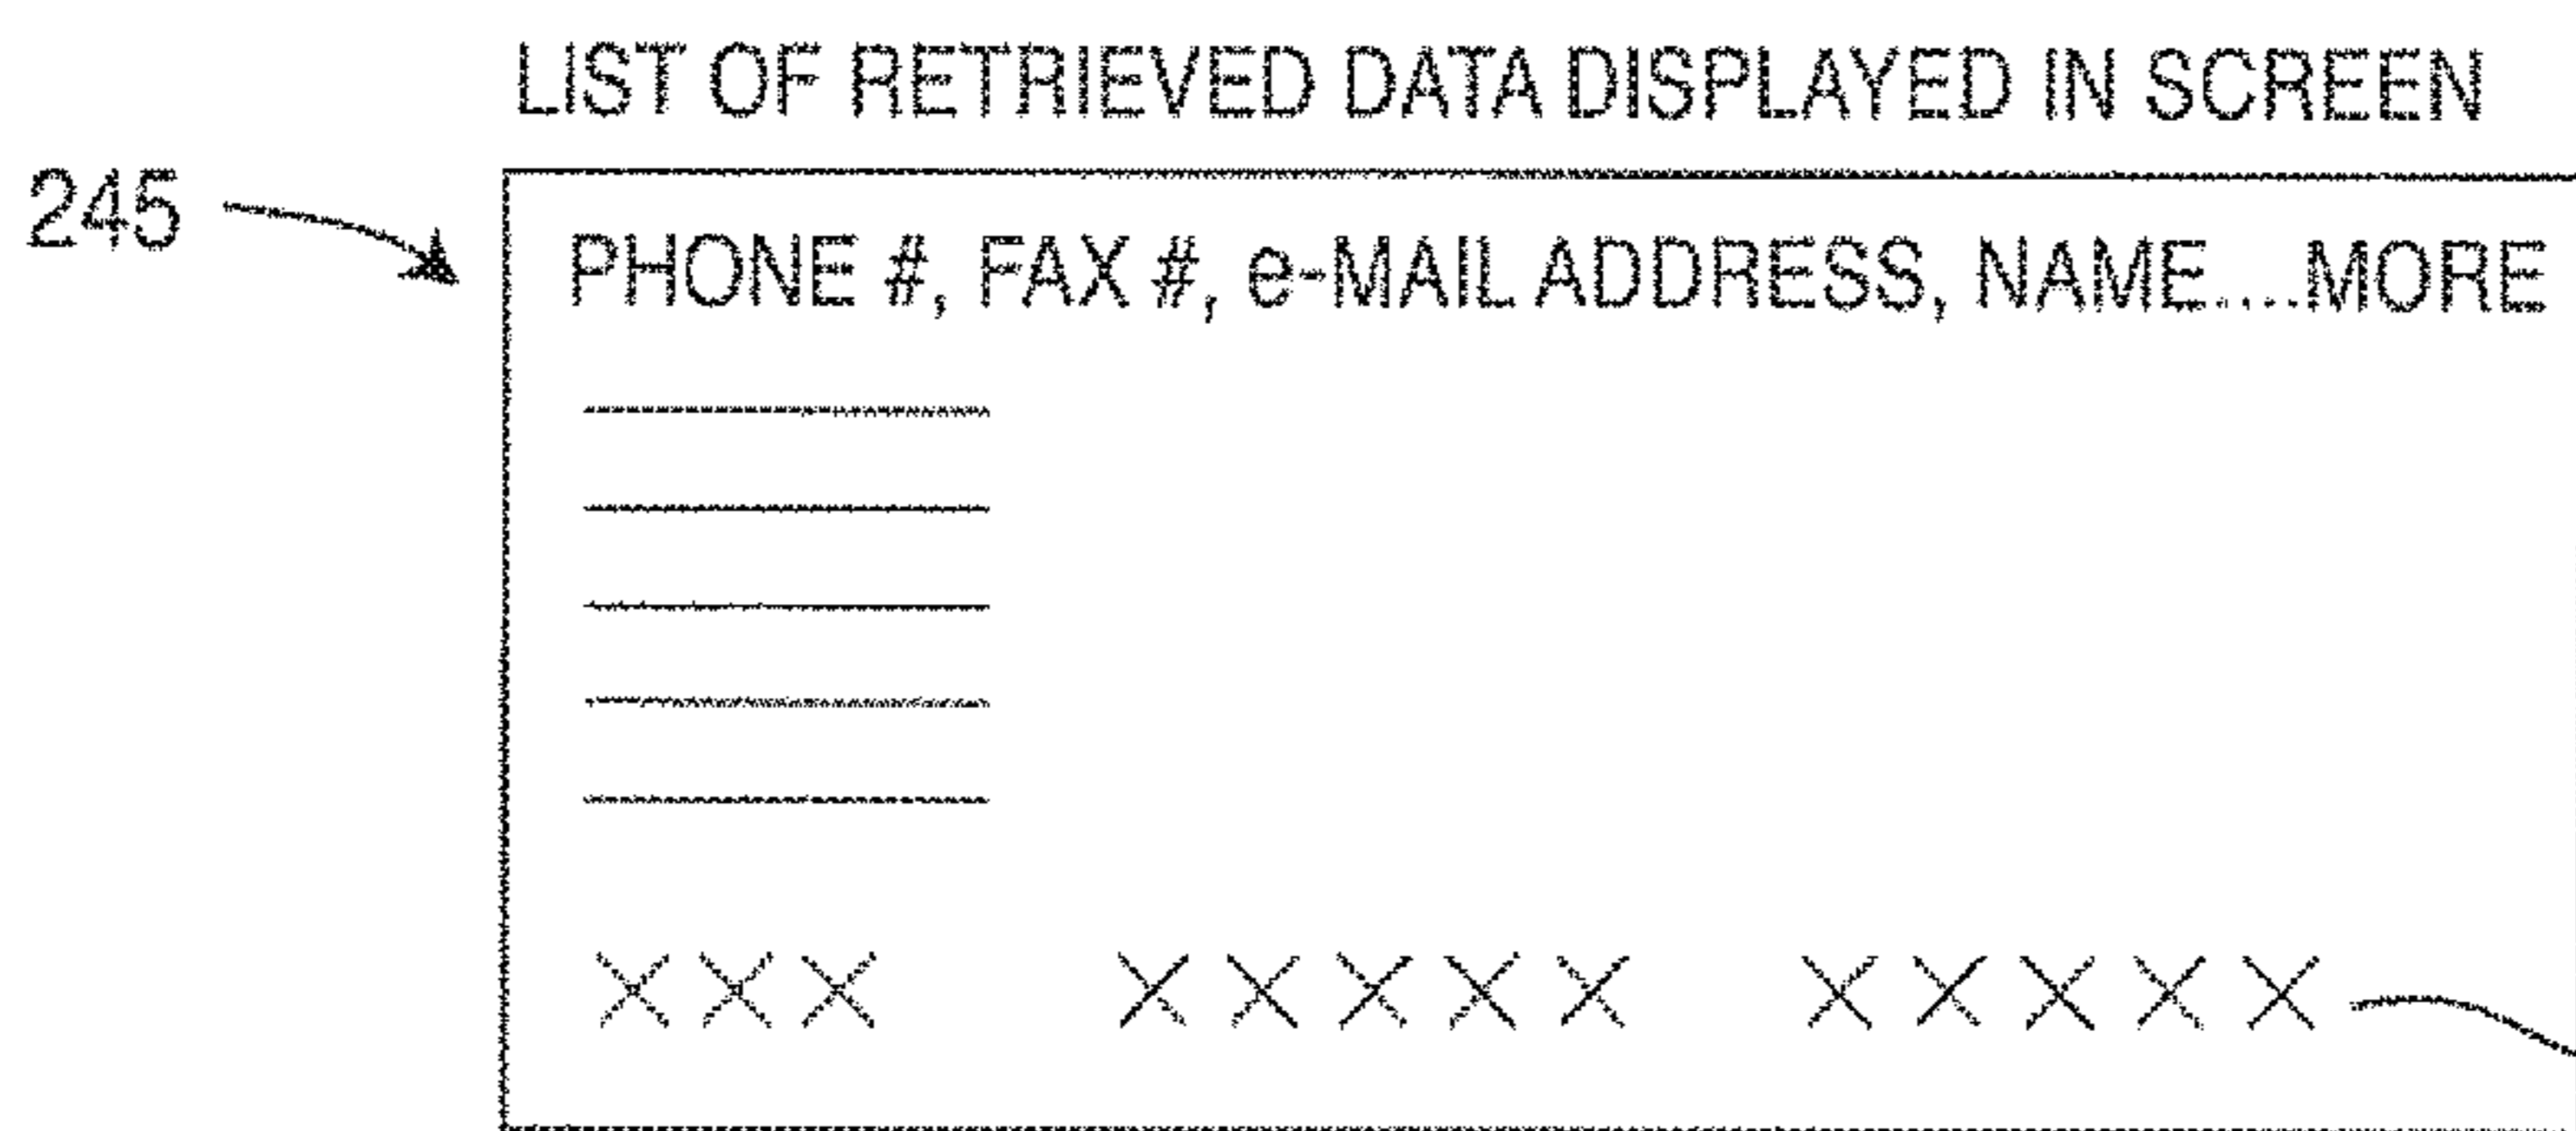 LIST OF RETRIEVED DATA DISPLAYED IN SCREEN
245
PHONE #, FAX #, e-MAIL ADDRESS, NAME....MORE
XXX XXXXX XXXXX